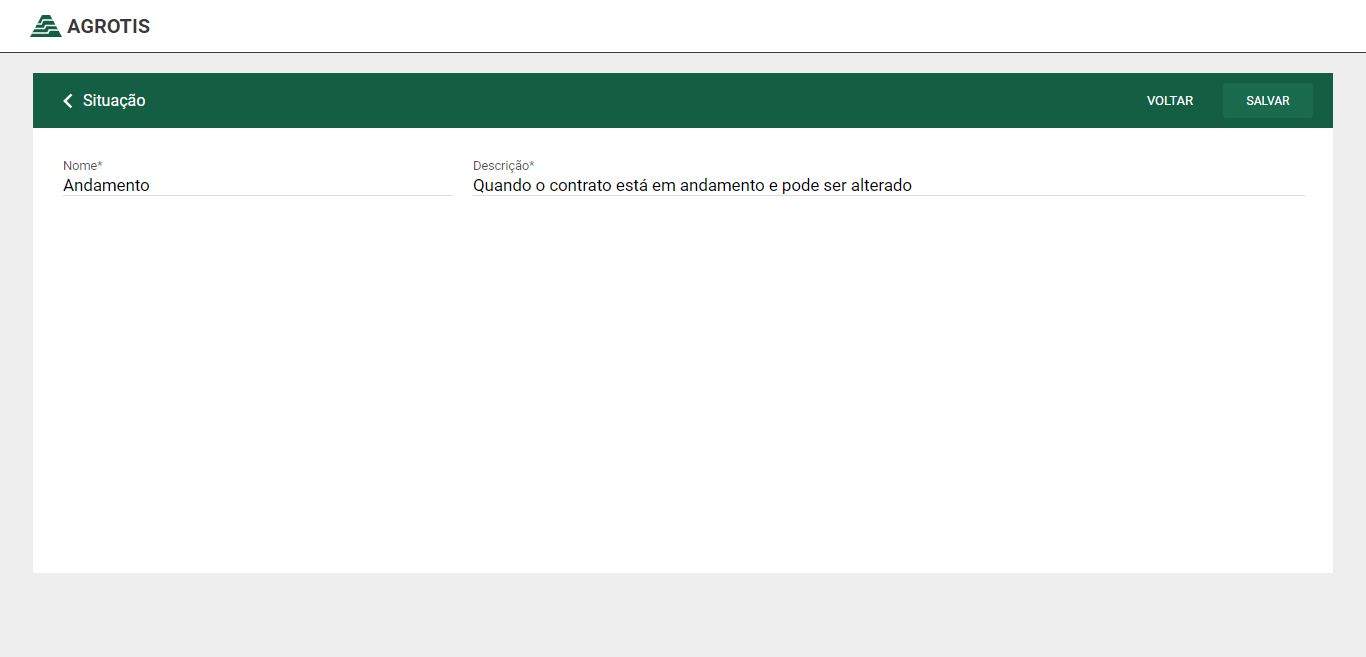 AGROTIS
Situação
VOLTAR
SALVAR
Nome*
Descrição*
Andamento
Quando o contrato está em andamento e pode ser alterado